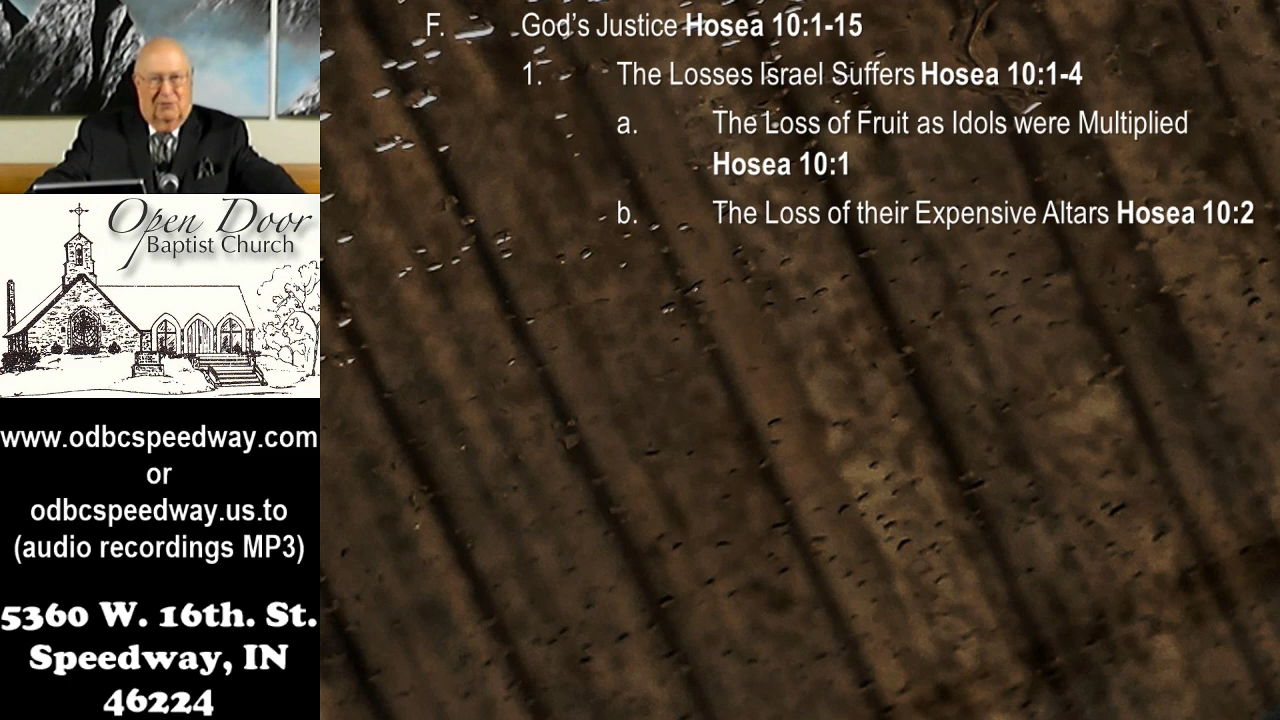 F. God’s Justice Hosea 10:1-15
1. The Losses Israel Suffers Hosea 10:1-4
a. The Loss of Fruit as Idols were Multiplied
Hosea 10:1
b. The Loss of their Expensive Altars Hosea 10:2
Open Door
Baptist Church
www.odbcspeedway.com
or
odbcspeedway.us.to
(audio recordings MP3)
5360 W. 16th. St.
Speedway, IN
46224